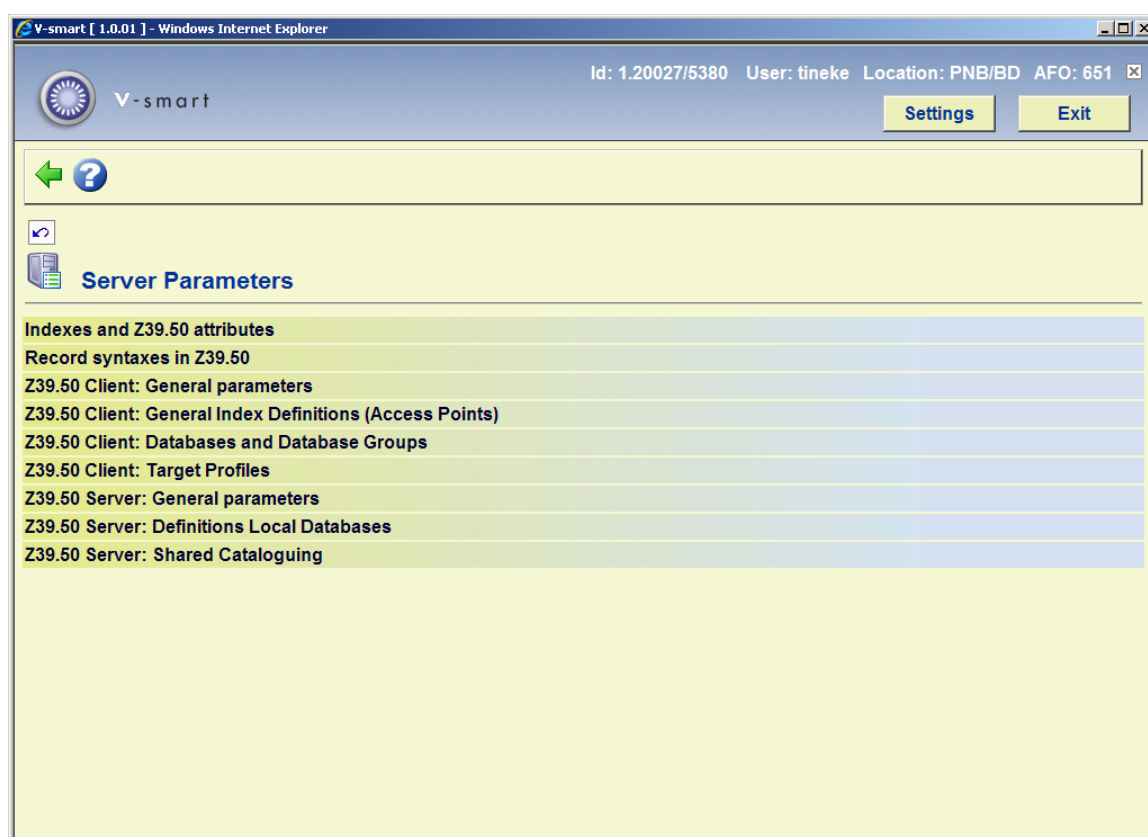 V-smart [ 1.0.01 ] - Windows Internet Explorer
Id: 1.20027/5380 User: tineke Location: PNB/BD AFO: 651
V-smart
Settings Exit
Server Parameters
Indexes and Z39.50 attributes
Record syntaxes in Z39.50
Z39.50 Client: General parameters
Z39.50 Client: General Index Definitions (Access Points)
Z39.50 Client: Databases and Database Groups
Z39.50 Client: Target Profiles
Z39.50 Server: General parameters
Z39.50 Server: Definitions Local Databases
Z39.50 Server: Shared Cataloguing